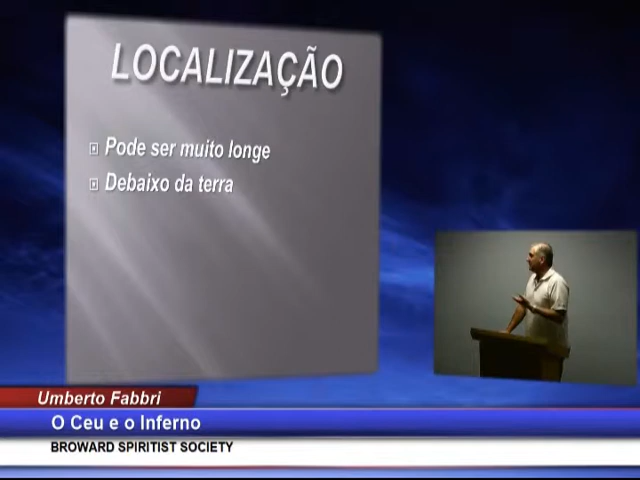 LOCALIZAÇÃO
Pode ser muito longe
Debaixo da terra
Umberto Fabbri
O Ceu e o Inferno
BROWARD SPIRITIST SOCIETY